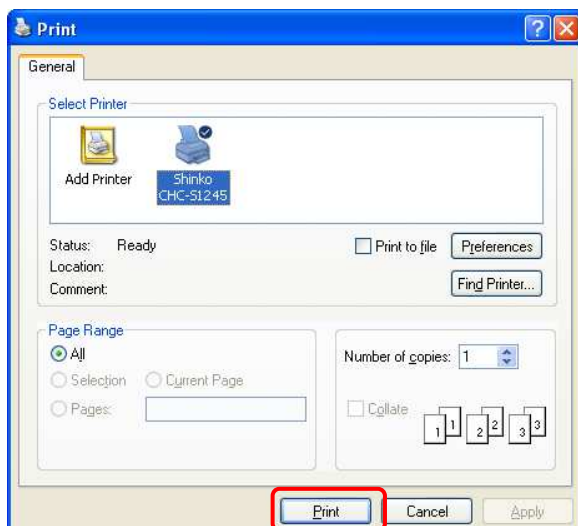 Print
General
Select Printer
Add Printer
Shinko
CHC-S1245
Status: Ready
Location:
Comment:
Print to file
Preferences
Find Printer...
Page Range
All
Selection Current Page
Pages:
Number of copies: 1
Collate
1 1 2 2 3 3
Print Cancel Apply